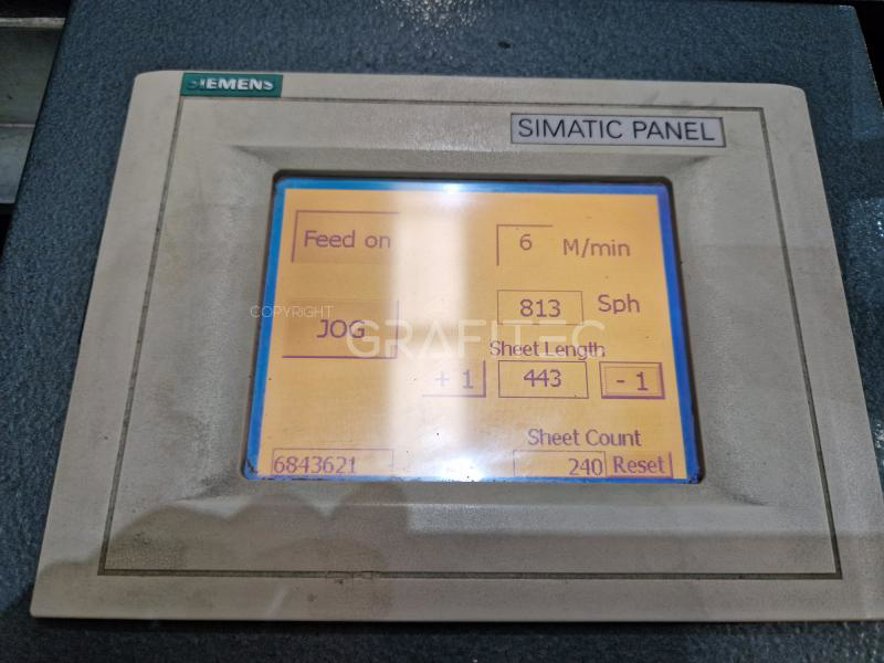 SIEMENS
SIMATIC PANEL
Feed on
6 M/min
COPYRIGHT
JOG
813 Sph
GRAFITEC
Sheet Length
+ 1 443 - 1
Sheet Count
6843621 240 Reset